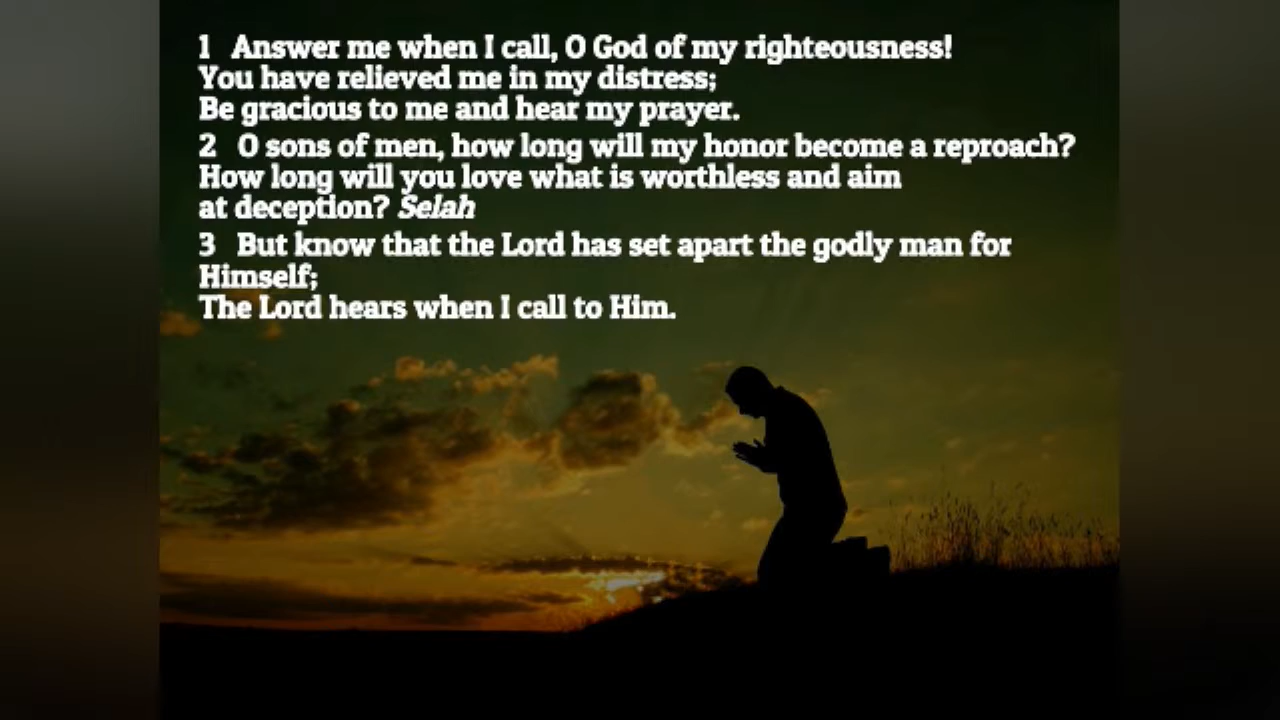 1 Answer me when I call, O God of my righteousness!
You have relieved me in my distress;
Be gracious to me and hear my prayer.
2 O sons of men, how long will my honor become a reproach?
How long will you love what is worthless and aim
at deception? Selah
3 But know that the Lord has set apart the godly man for
Himself;
The Lord hears when I call to Him.